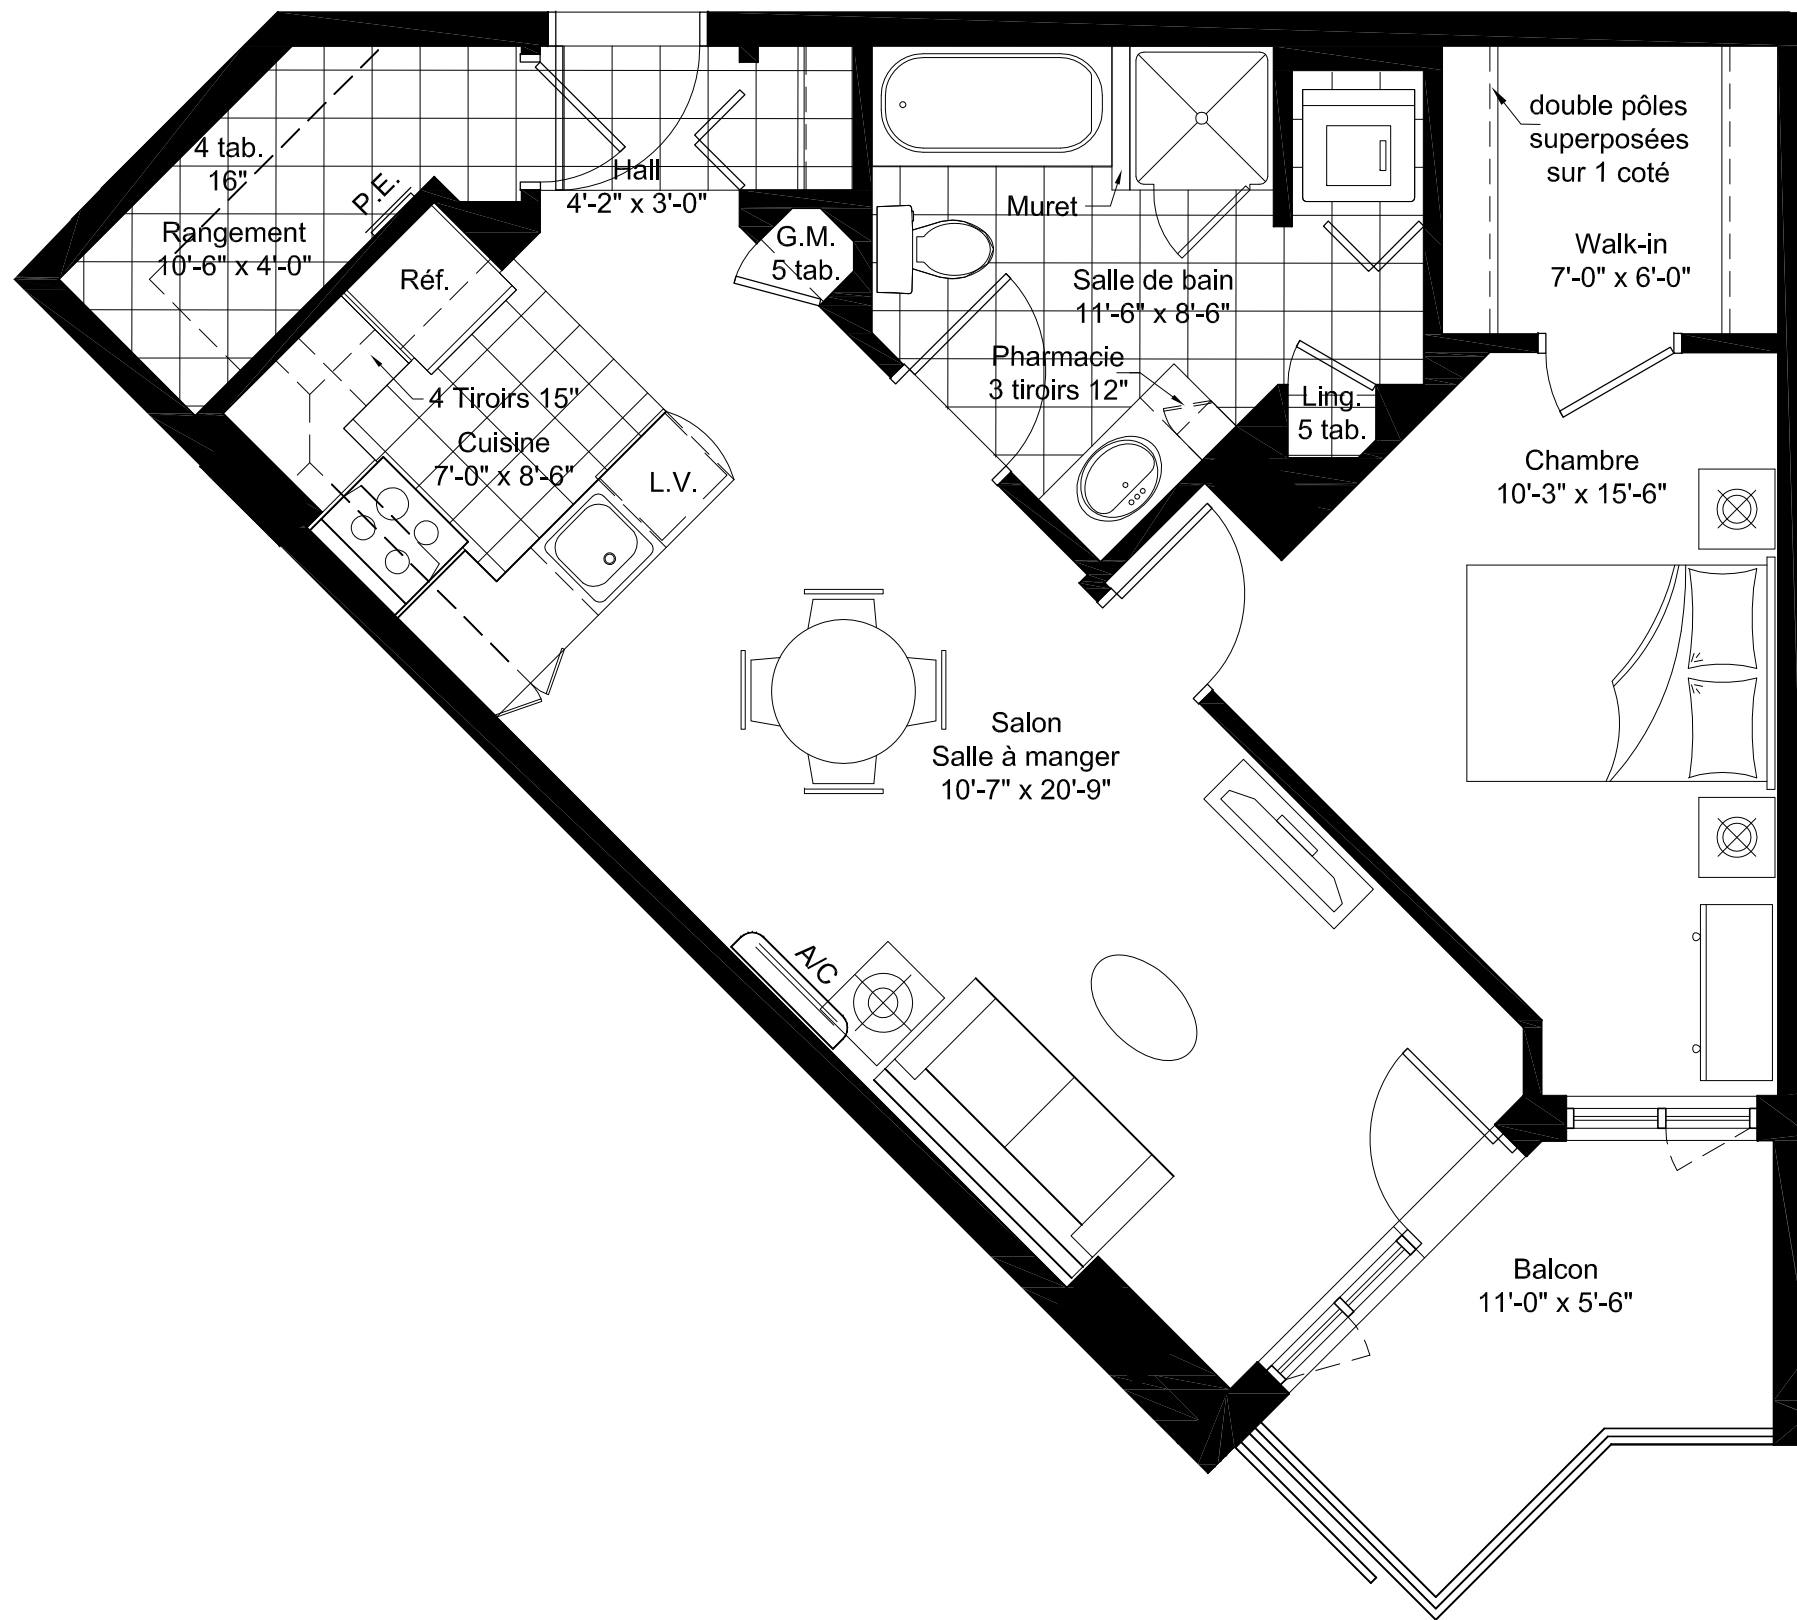 4 tab.
16"
P.E.
Rangement
10'-6" x 4'-0"
Hall
4'-2" x 3'-0"
G.M.
5 tab.
Réf.
4 Tiroirs 15"
Cuisine
7'-0" x 8'-6"
L.V.
Muret
Salle de bain
11'-6" x 8'-6"
Pharmacie
3 tiroirs 12"
Ling.
5 tab.
double pôles
superposées
sur 1 coté
Walk-in
7'-0" x 6'-0"
Chambre
10'-3" x 15'-6"
Salon
Salle à manger
10'-7" x 20'-9"
A/C
Balcon
11'-0" x 5'-6"